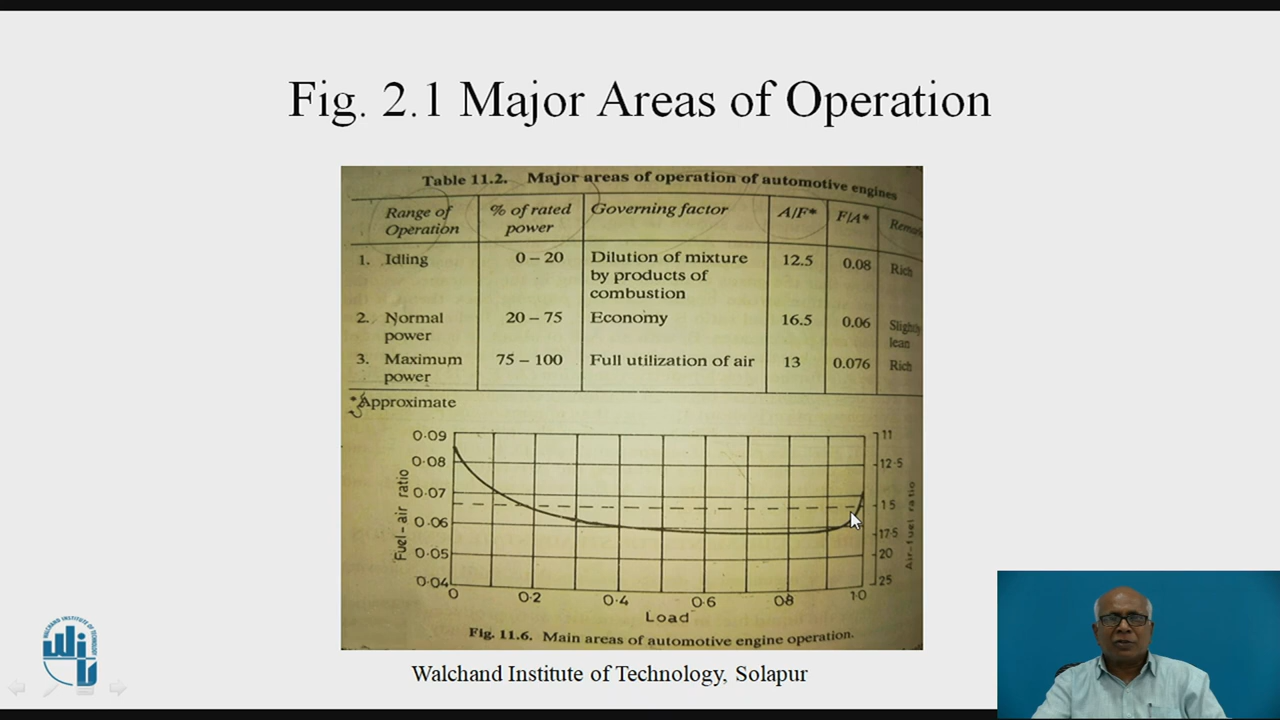 Fig. 2.1 Major Areas of Operation
Table 11.2. Major areas of operation of automotive engines
Range of Operation % of rated power Governing factor A/F* F/A*
1. Idling 0 – 20 Dilution of mixture by products of combustion 12.5 0.08 Rich
2. Normal power 20 – 75 Economy 16.5 0.06 Slightly lean
3. Maximum power 75 – 100 Full utilization of air 13 0.076 Rich
*Approximate
Fuel-air ratio
0.09
0.08
0.07
0.06
0.05
0.04
11
12.5
15
17.5
20
25
Air-fuel ratio
0 0.2 0.4 0.6 0.8 1.0
Load
Fig. 11.6. Main areas of automotive engine operation.
Walchand Institute of Technology, Solapur
WALCHAND INSTITUTE OF TECHNOLOGY